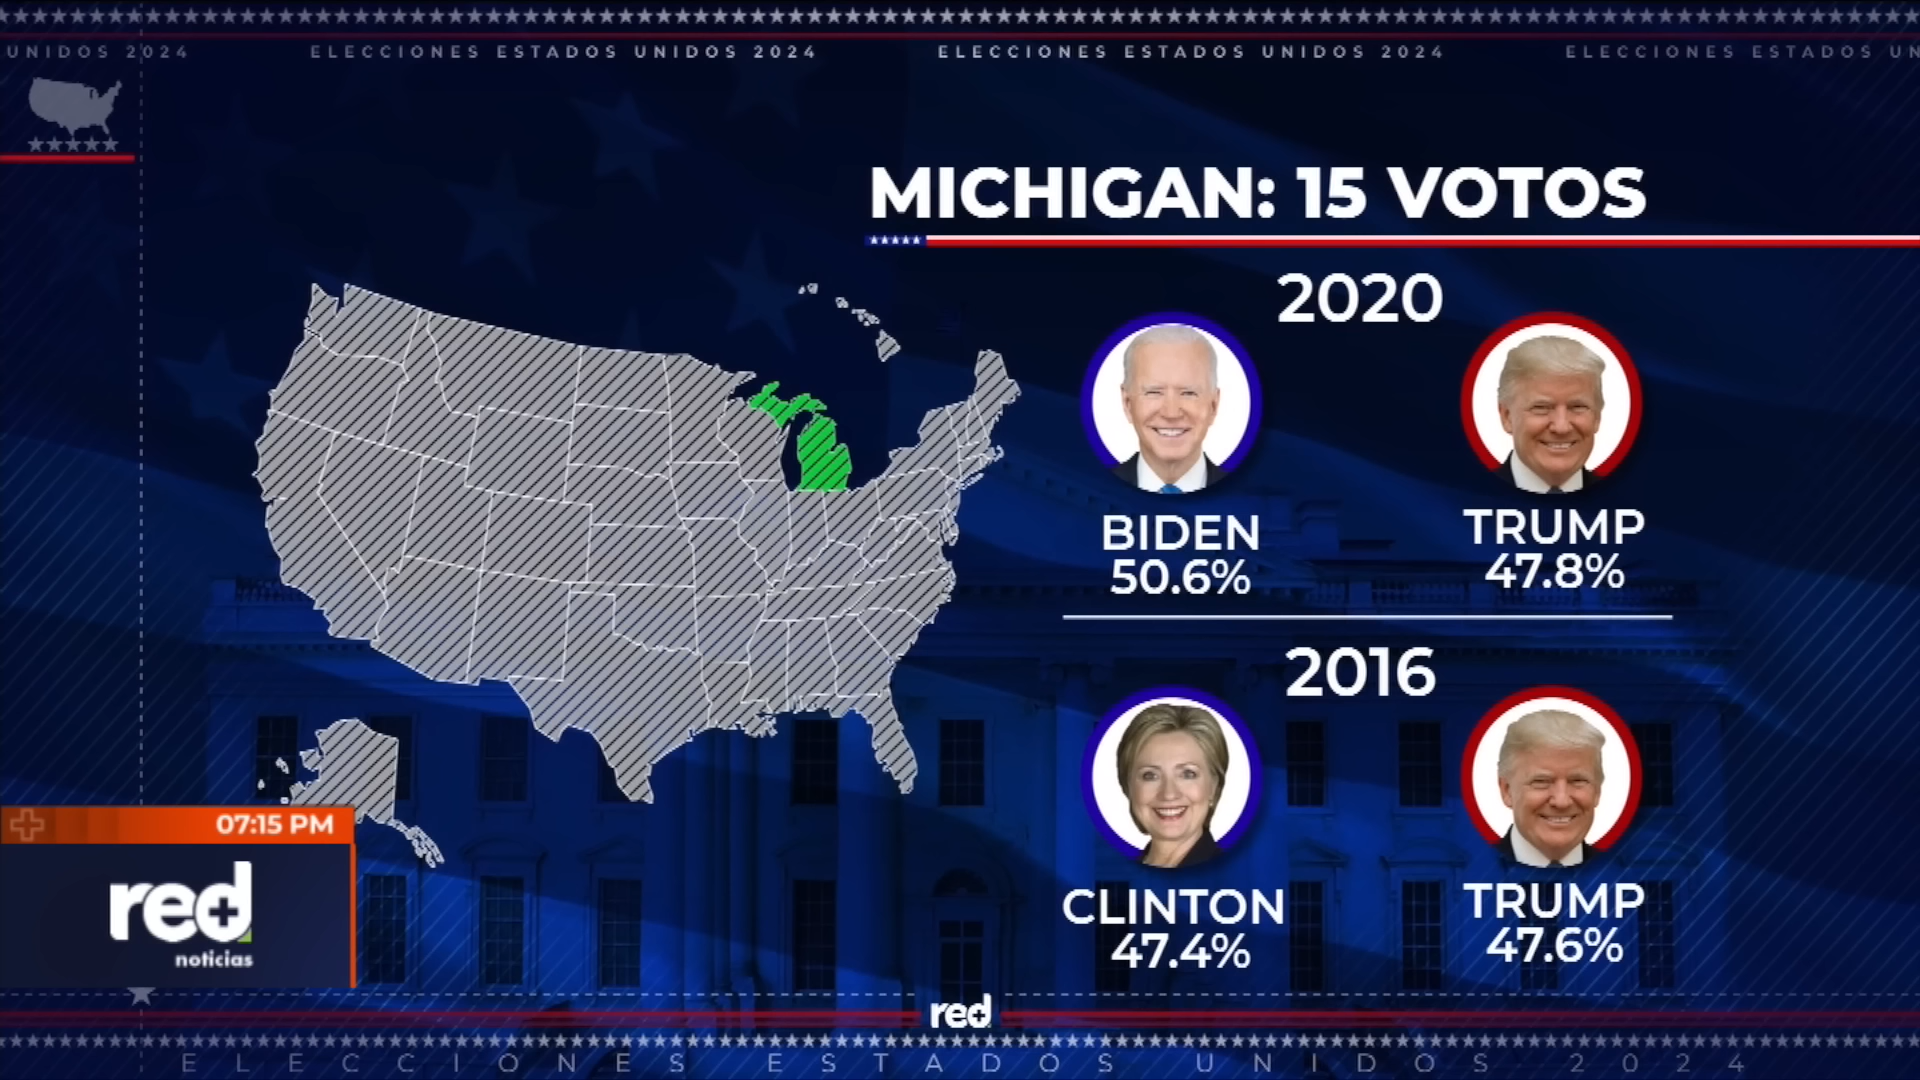 UNIDOS 2024 ELECCIONES ESTADOS UNIDOS 2024 ELECCIONES ESTADOS UNIDOS 2024 ELECCIONES ESTADOS UN
MICHIGAN: 15 VOTOS
2020
BIDEN
50.6%
TRUMP
47.8%
2016
CLINTON
47.4%
TRUMP
47.6%
07:15 PM
red
noticias
red
ELECCIONES ESTADOS UNIDOS 2024